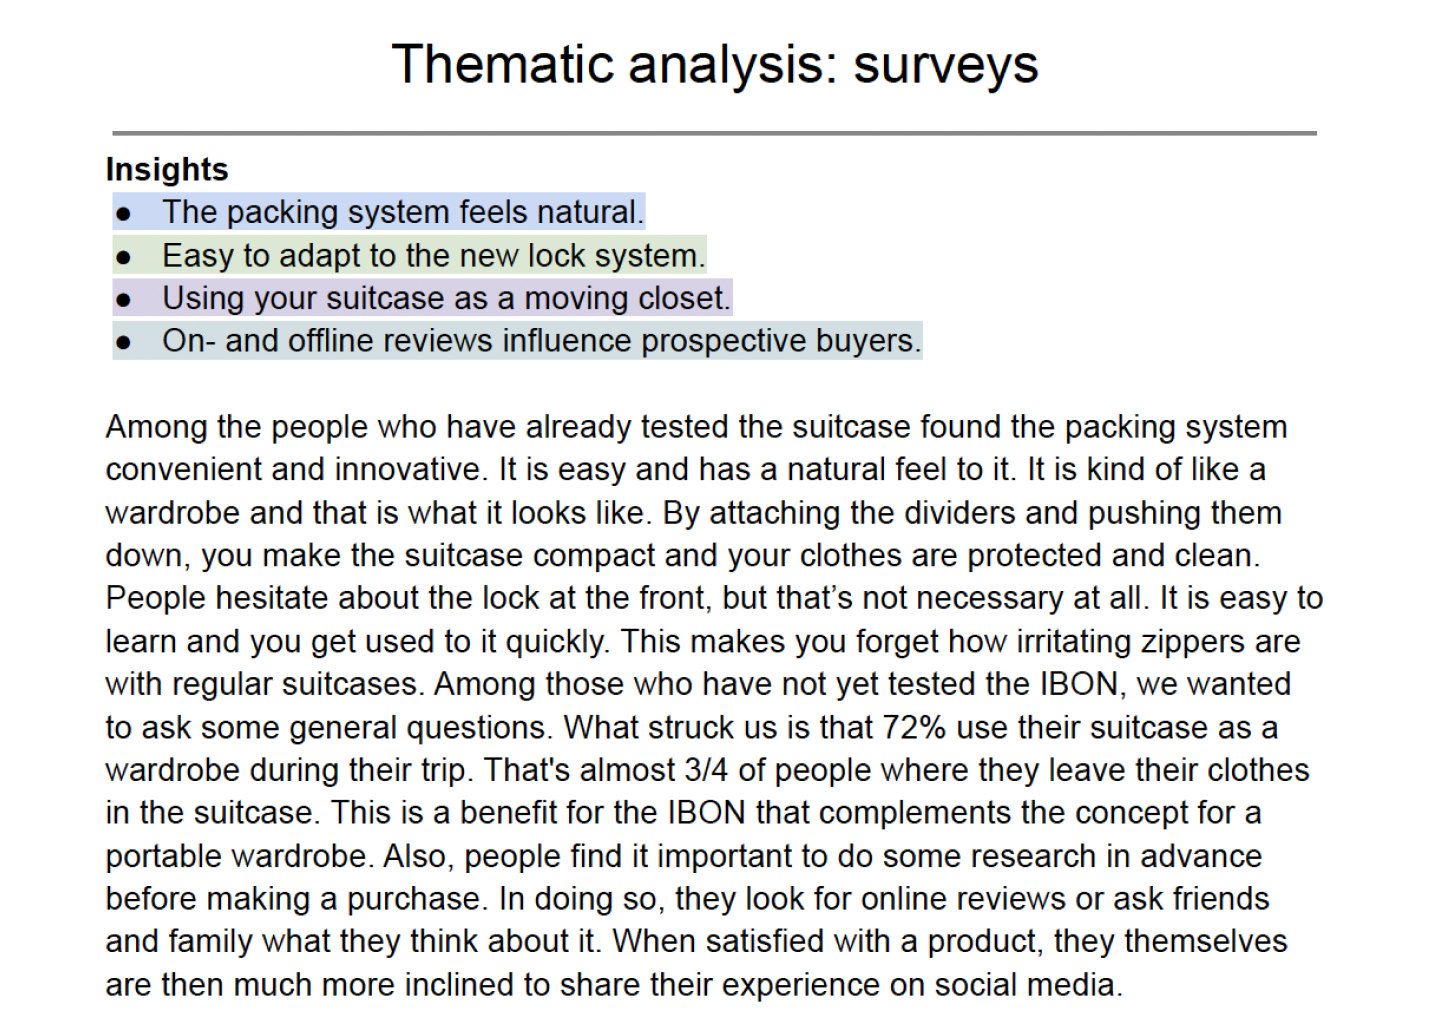 Thematic analysis: surveys
Insights
● The packing system feels natural.
● Easy to adapt to the new lock system.
● Using your suitcase as a moving closet.
● On- and offline reviews influence prospective buyers.
Among the people who have already tested the suitcase found the packing system
convenient and innovative. It is easy and has a natural feel to it. It is kind of like a
wardrobe and that is what it looks like. By attaching the dividers and pushing them
down, you make the suitcase compact and your clothes are protected and clean.
People hesitate about the lock at the front, but that’s not necessary at all. It is easy to
learn and you get used to it quickly. This makes you forget how irritating zippers are
with regular suitcases. Among those who have not yet tested the IBON, we wanted
to ask some general questions. What struck us is that 72% use their suitcase as a
wardrobe during their trip. That's almost 3/4 of people where they leave their clothes
in the suitcase. This is a benefit for the IBON that complements the concept for a
portable wardrobe. Also, people find it important to do some research in advance
before making a purchase. In doing so, they look for online reviews or ask friends
and family what they think about it. When satisfied with a product, they themselves
are then much more inclined to share their experience on social media.